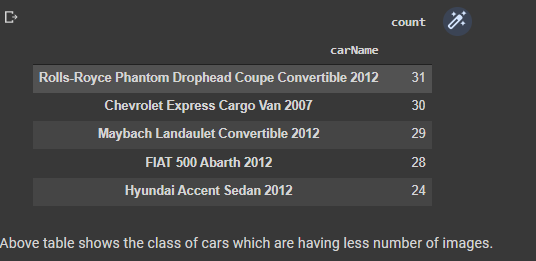 count
carName
Rolls-Royce Phantom Drophead Coupe Convertible 2012 31
Chevrolet Express Cargo Van 2007 30
Maybach Landaulet Convertible 2012 29
FIAT 500 Abarth 2012 28
Hyundai Accent Sedan 2012 24
Above table shows the class of cars which are having less number of images.